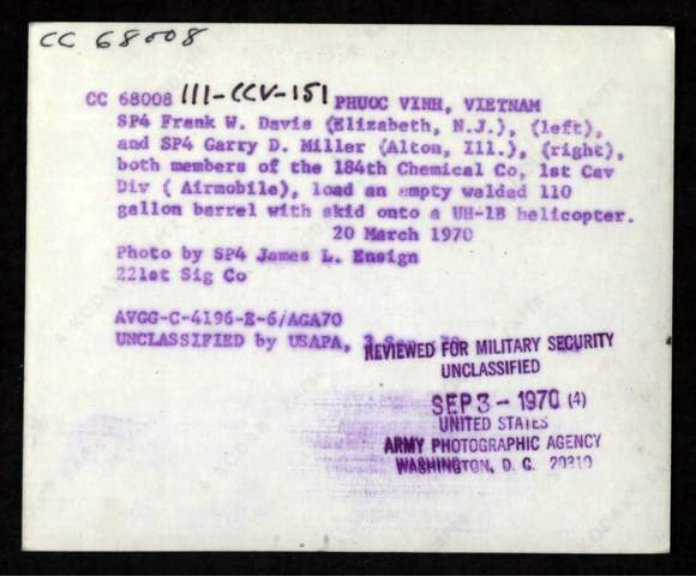 CC 68008
CC 68008 111-CCV-151 PHUOC VINH, VIETNAM
SP4 Frank W. Davis (Elizabeth, N.J.), (left),
and SP4 Garry D. Miller (Alton, Ill.), (right),
both members of the 184th Chemical Co, 1st Cav
Div ( Airmobile), load an empty welded 110
gallon barrel with skid onto a UH-1B helicopter.
20 March 1970
Photo by SP4 James L. Ensign
221st Sig Co
AVGG-C-4196-E-6/AGA70
UNCLASSIFIED by USAPA, 3 Sep 70
REVIEWED FOR MILITARY SECURITY
UNCLASSIFIED
SEP 3 - 1970 (4)
UNITED STATES
ARMY PHOTOGRAPHIC AGENCY
WASHINGTON, D. C. 20310